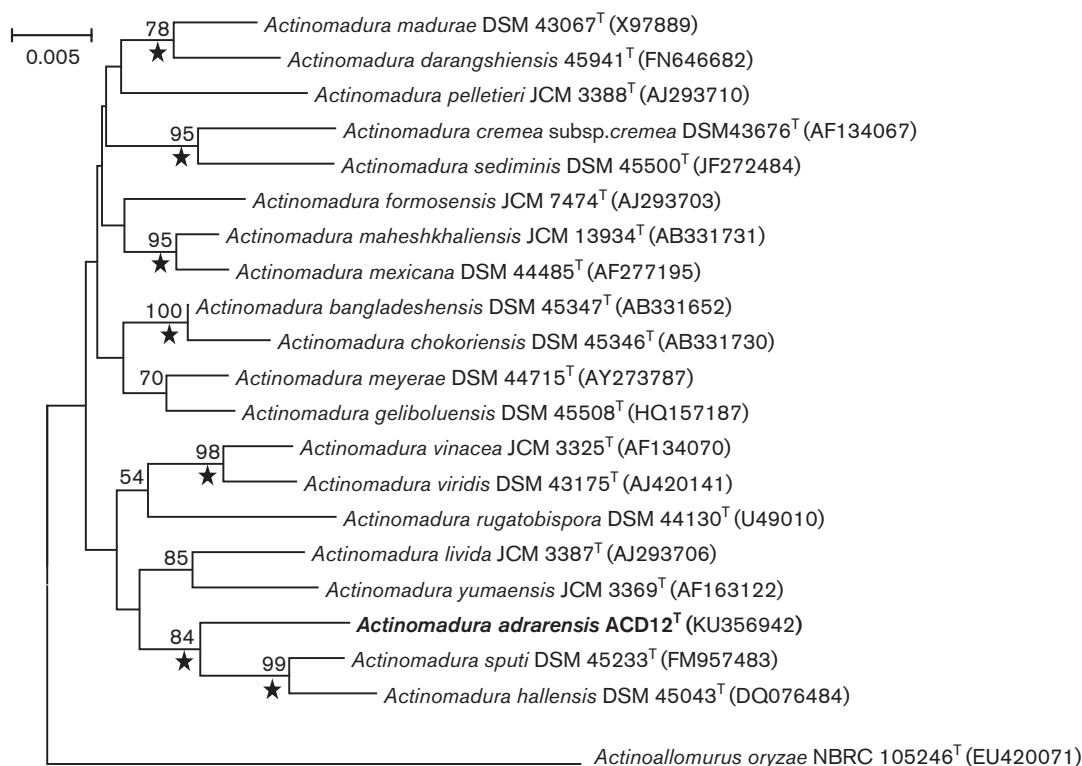 Actinomadura madurae DSM 43067ᵀ (X97889)
78
0.005
Actinomadura darangshiensis 45941ᵀ (FN646682)
Actinomadura pelletieri JCM 3388ᵀ (AJ293710)
Actinomadura cremea subsp.cremea DSM43676ᵀ (AF134067)
95
Actinomadura sediminis DSM 45500ᵀ (JF272484)
Actinomadura formosensis JCM 7474ᵀ (AJ293703)
Actinomadura maheshkhaliensis JCM 13934ᵀ (AB331731)
95
Actinomadura mexicana DSM 44485ᵀ (AF277195)
Actinomadura bangladeshensis DSM 45347ᵀ (AB331652)
100
Actinomadura chokoriensis DSM 45346ᵀ (AB331730)
Actinomadura meyerae DSM 44715ᵀ (AY273787)
70
Actinomadura geliboluensis DSM 45508ᵀ (HQ157187)
Actinomadura vinacea JCM 3325ᵀ (AF134070)
98
54
Actinomadura viridis DSM 43175ᵀ (AJ420141)
Actinomadura rugatobispora DSM 44130ᵀ (U49010)
Actinomadura livida JCM 3387ᵀ (AJ293706)
85
Actinomadura yumaensis JCM 3369ᵀ (AF163122)
Actinomadura adrarensis ACD12ᵀ (KU356942)
84
Actinomadura sputi DSM 45233ᵀ (FM957483)
99
Actinomadura hallensis DSM 45043ᵀ (DQ076484)
Actinoallomurus oryzae NBRC 105246ᵀ (EU420071)